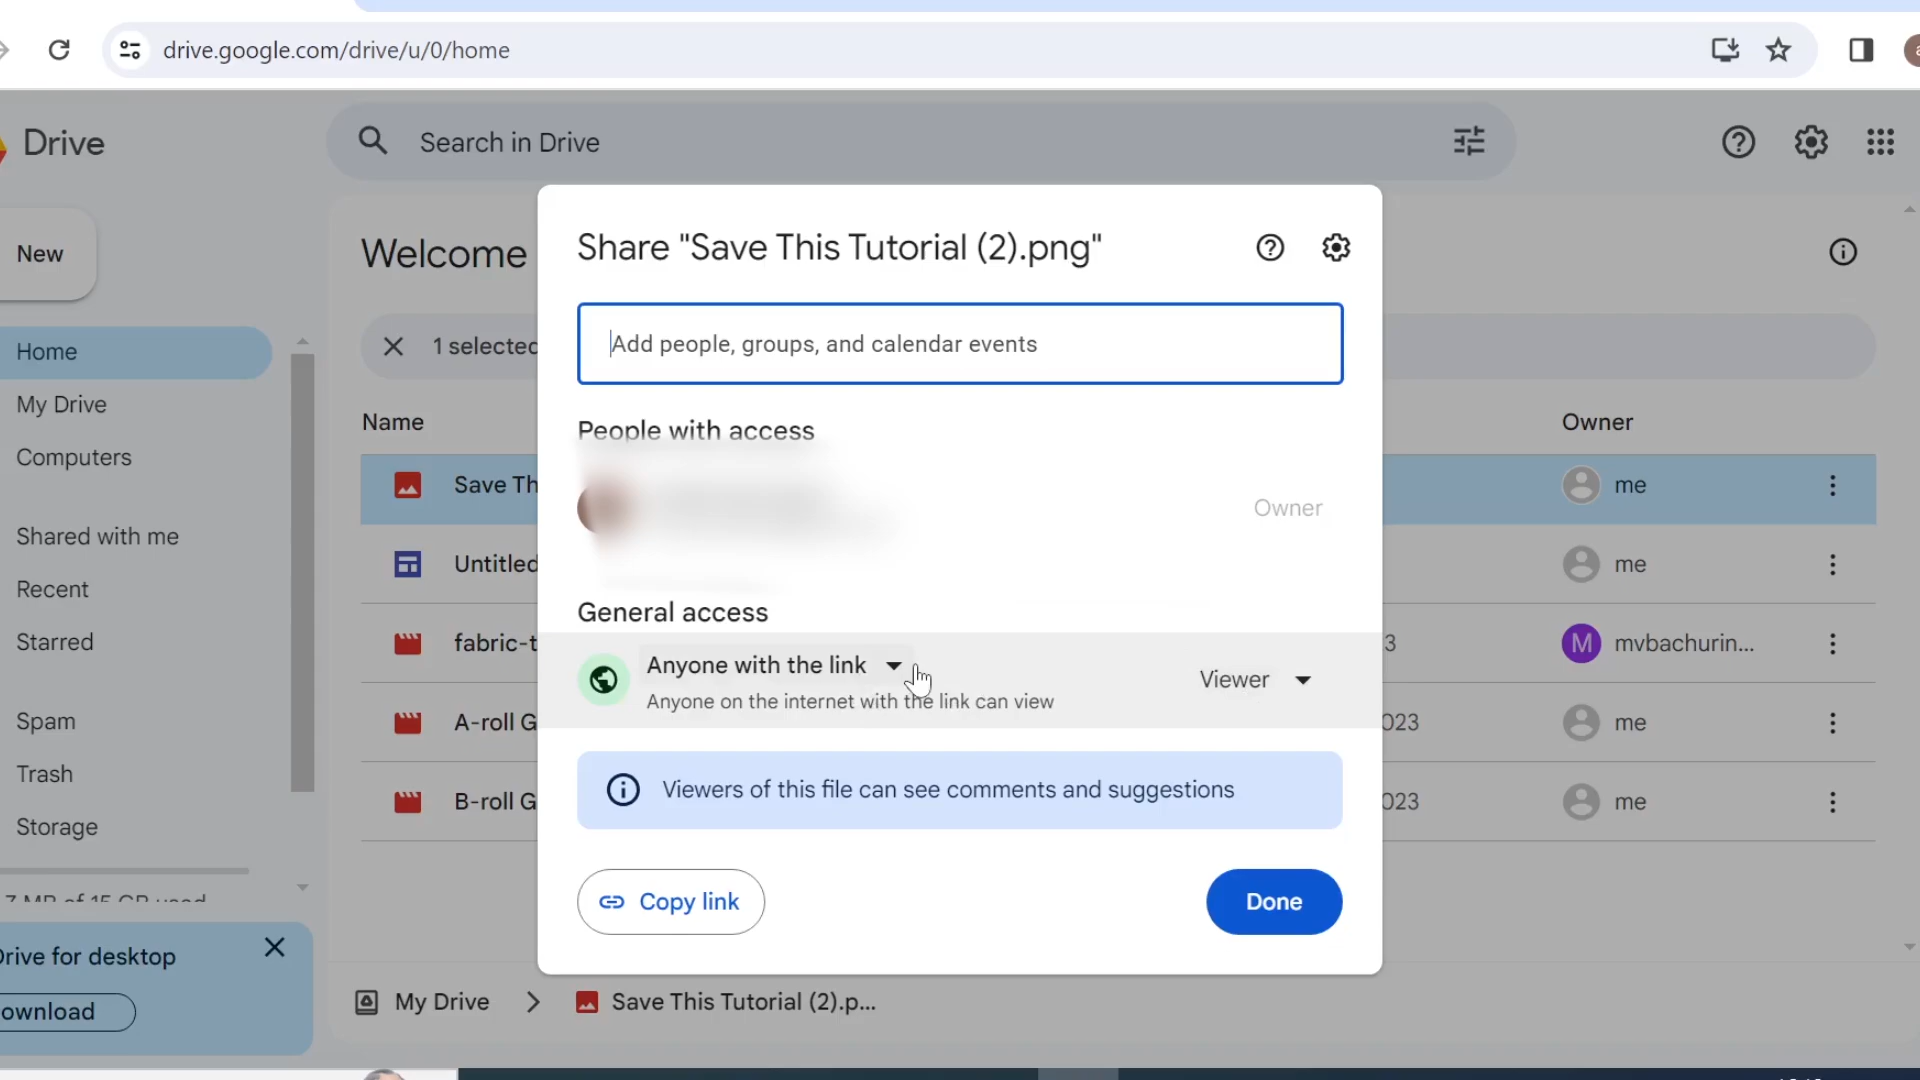 drive.google.com/drive/u/0/home
Drive
Search in Drive
New
Home
My Drive
Computers
Shared with me
Recent
Starred
Spam
Trash
Storage
Drive for desktop
ownload
Welcome
1 selected
Name
Owner
Save Th
me
Untitled
me
fabric-t
3
M
mvbachurin...
A-roll G
023
me
B-roll G
023
me
Share "Save This Tutorial (2).png"
Add people, groups, and calendar events
People with access
Owner
General access
Anyone with the link
Anyone on the internet with the link can view
Viewer
Viewers of this file can see comments and suggestions
Copy link
Done
My Drive
Save This Tutorial (2).p...